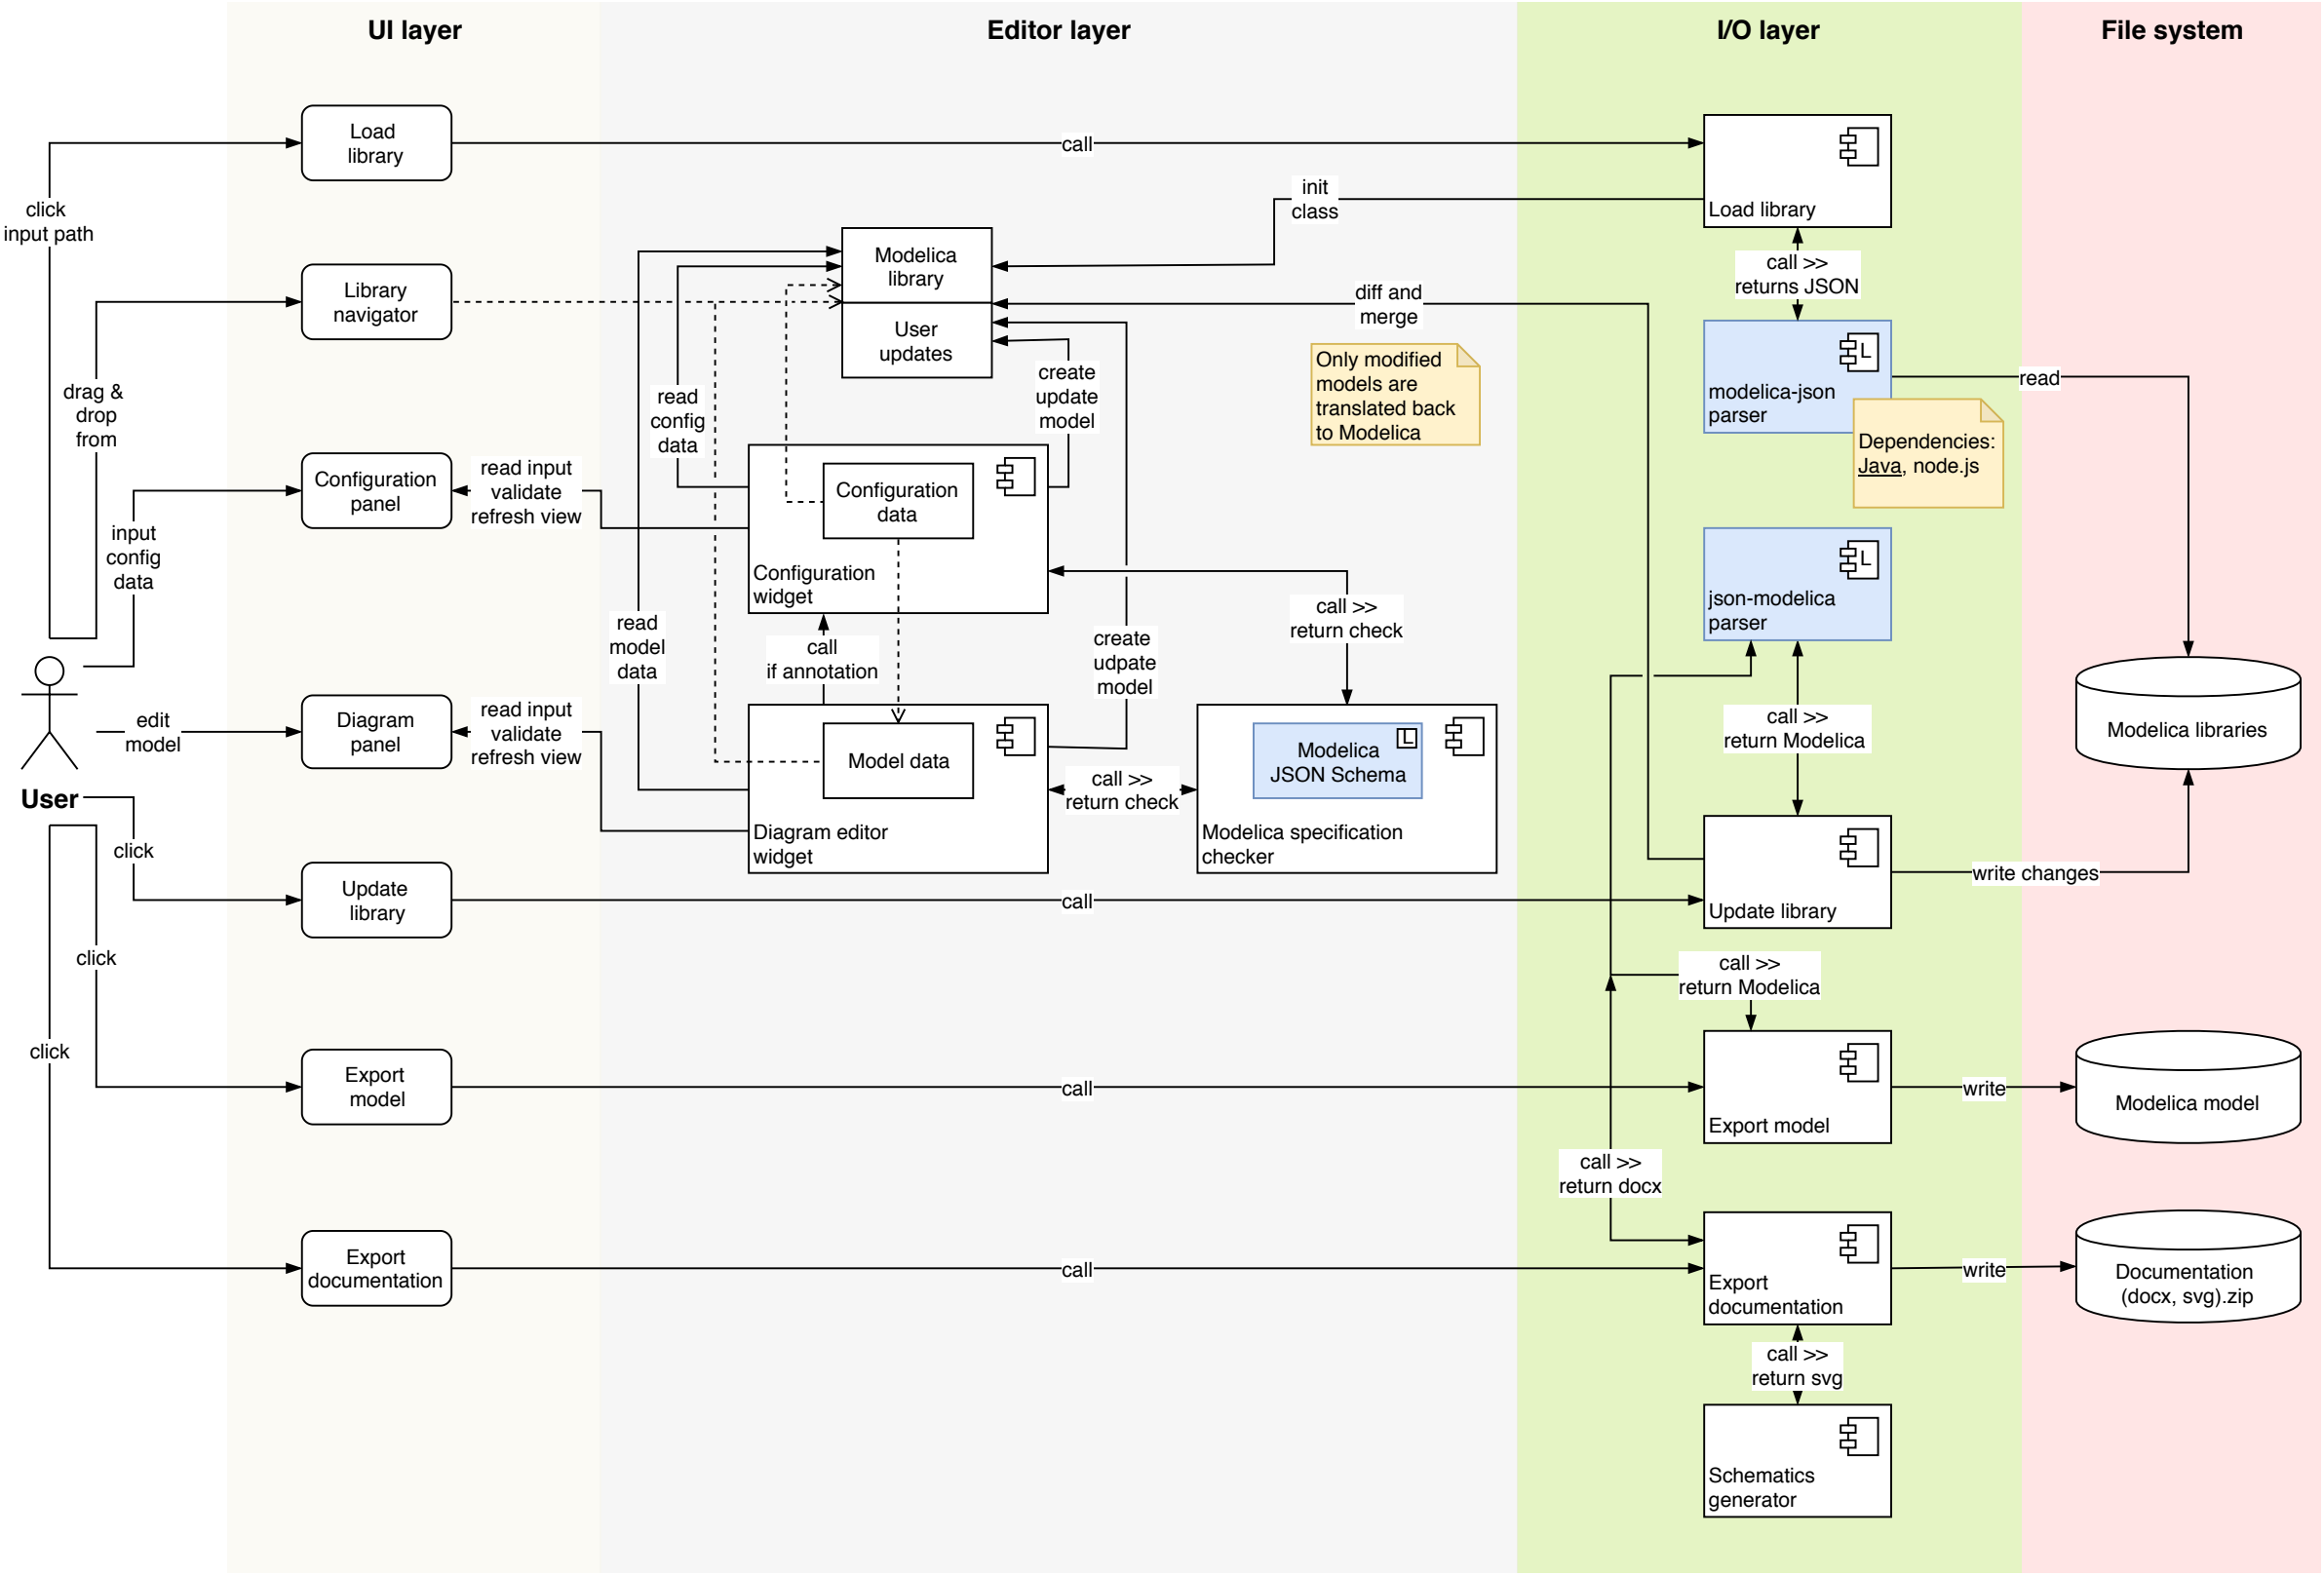 UI layer
Editor layer
I/O layer
File system
Load
library
call
Load library
click
input path
init
class
Modelica
library
User
updates
call >>
returns JSON
Library
navigator
diff and
merge
drag &
drop
from
read
config
data
create
update
model
Only modified
models are
translated back
to Modelica
L
modelica-json
parser
read
Dependencies:
Java, node.js
Configuration
panel
read input
validate
refresh view
Configuration
data
Configuration
widget
input
config
data
L
json-modelica
parser
call >>
return check
read
model
data
call
if annotation
create
udpate
model
edit
model
Diagram
panel
read input
validate
refresh view
Model data
Diagram editor
widget
call >>
return check
Modelica
JSON Schema
L
Modelica specification
checker
call >>
return Modelica
Modelica libraries
User
click
Update
library
call
Update library
write changes
click
call >>
return Modelica
click
Export
model
call
Export model
write
Modelica model
call >>
return docx
Export
documentation
call
Export
documentation
write
Documentation
(docx, svg).zip
call >>
return svg
Schematics
generator